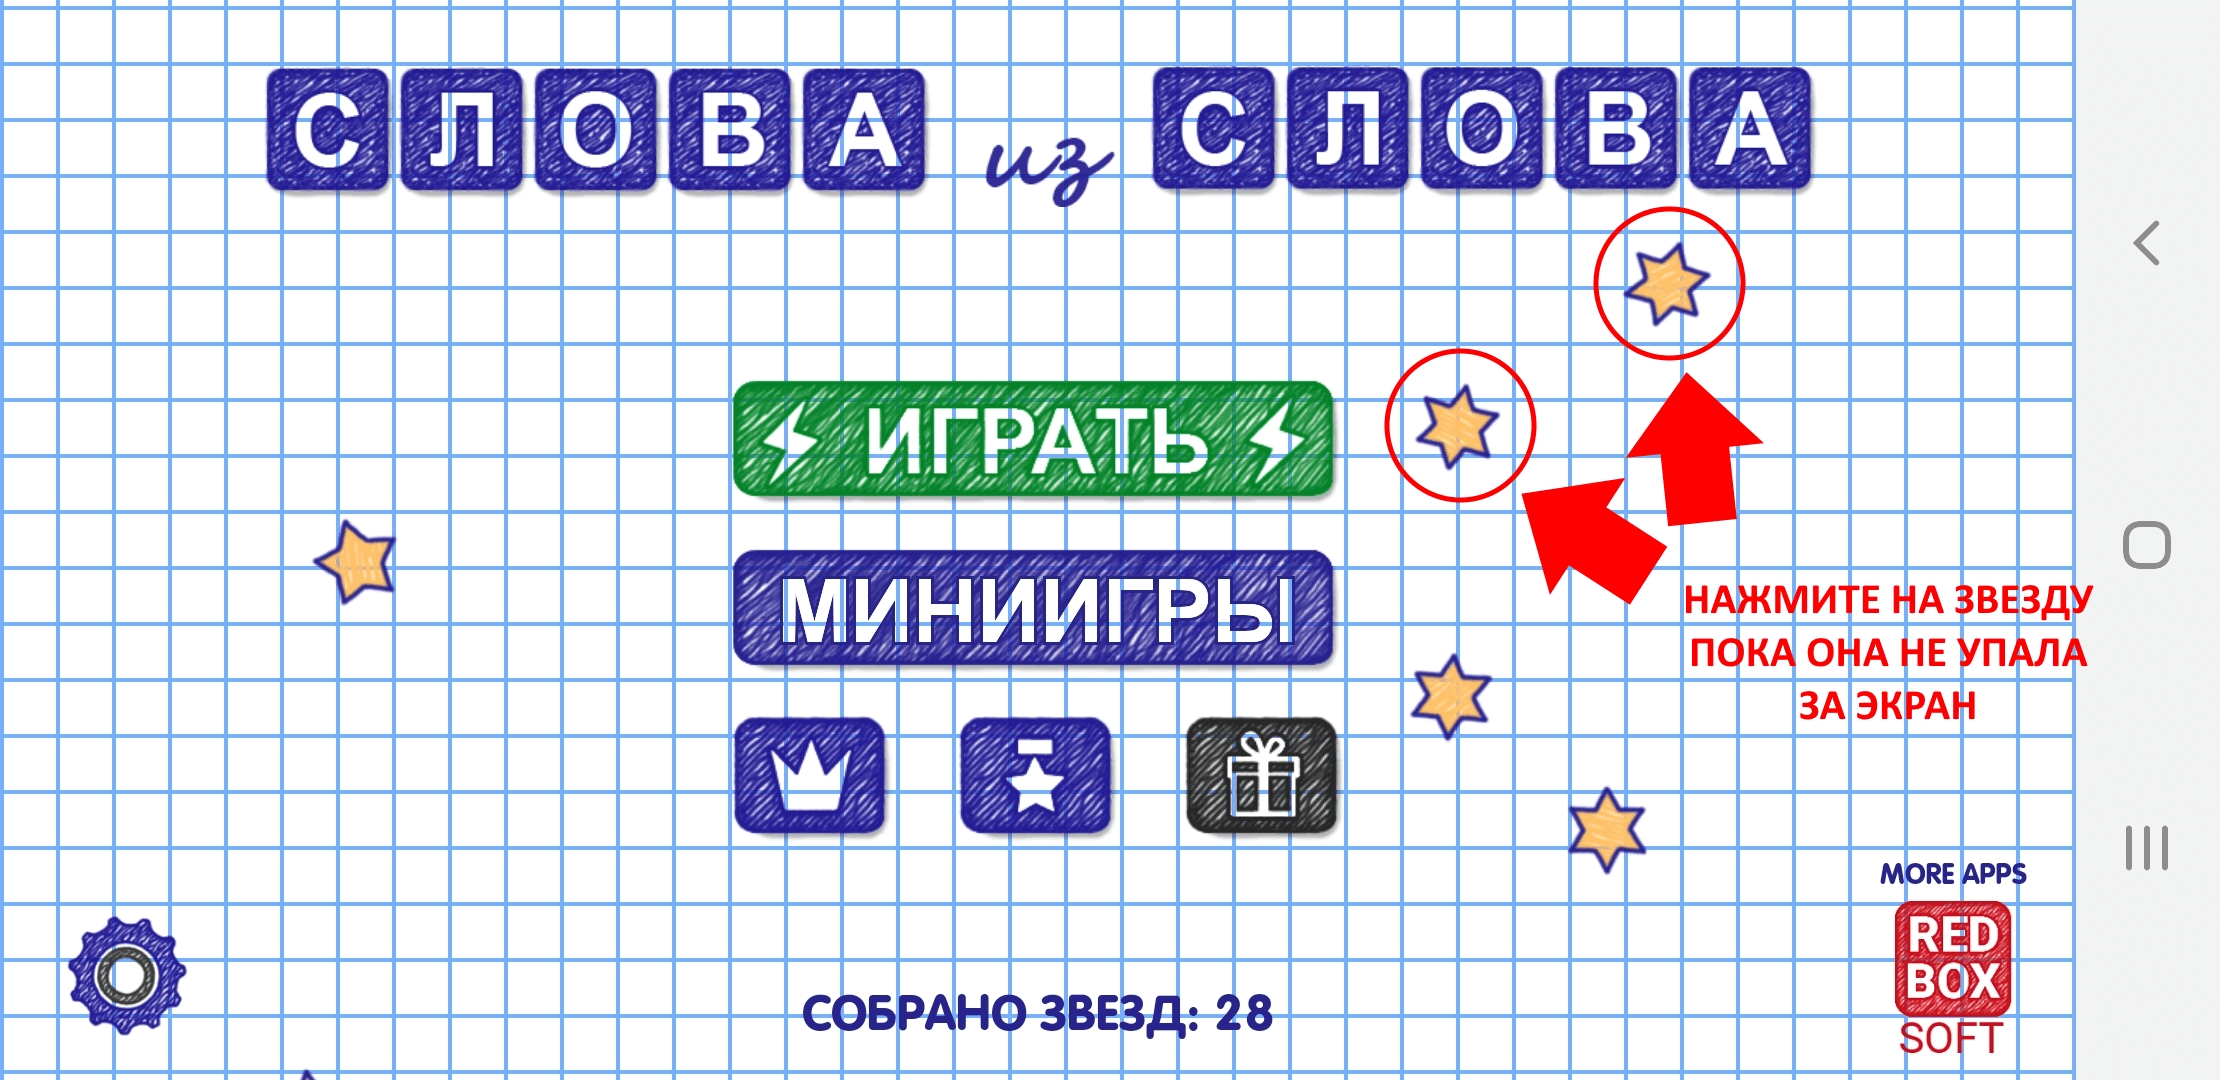 СЛОВА из СЛОВА
ИГРАТЬ
МИНИИГРЫ
НАЖМИТЕ НА ЗВЕЗДУ
ПОКА ОНА НЕ УПАЛА
ЗА ЭКРАН
MORE APPS
RED
BOX
SOFT
СОБРАНО ЗВЕЗД: 28